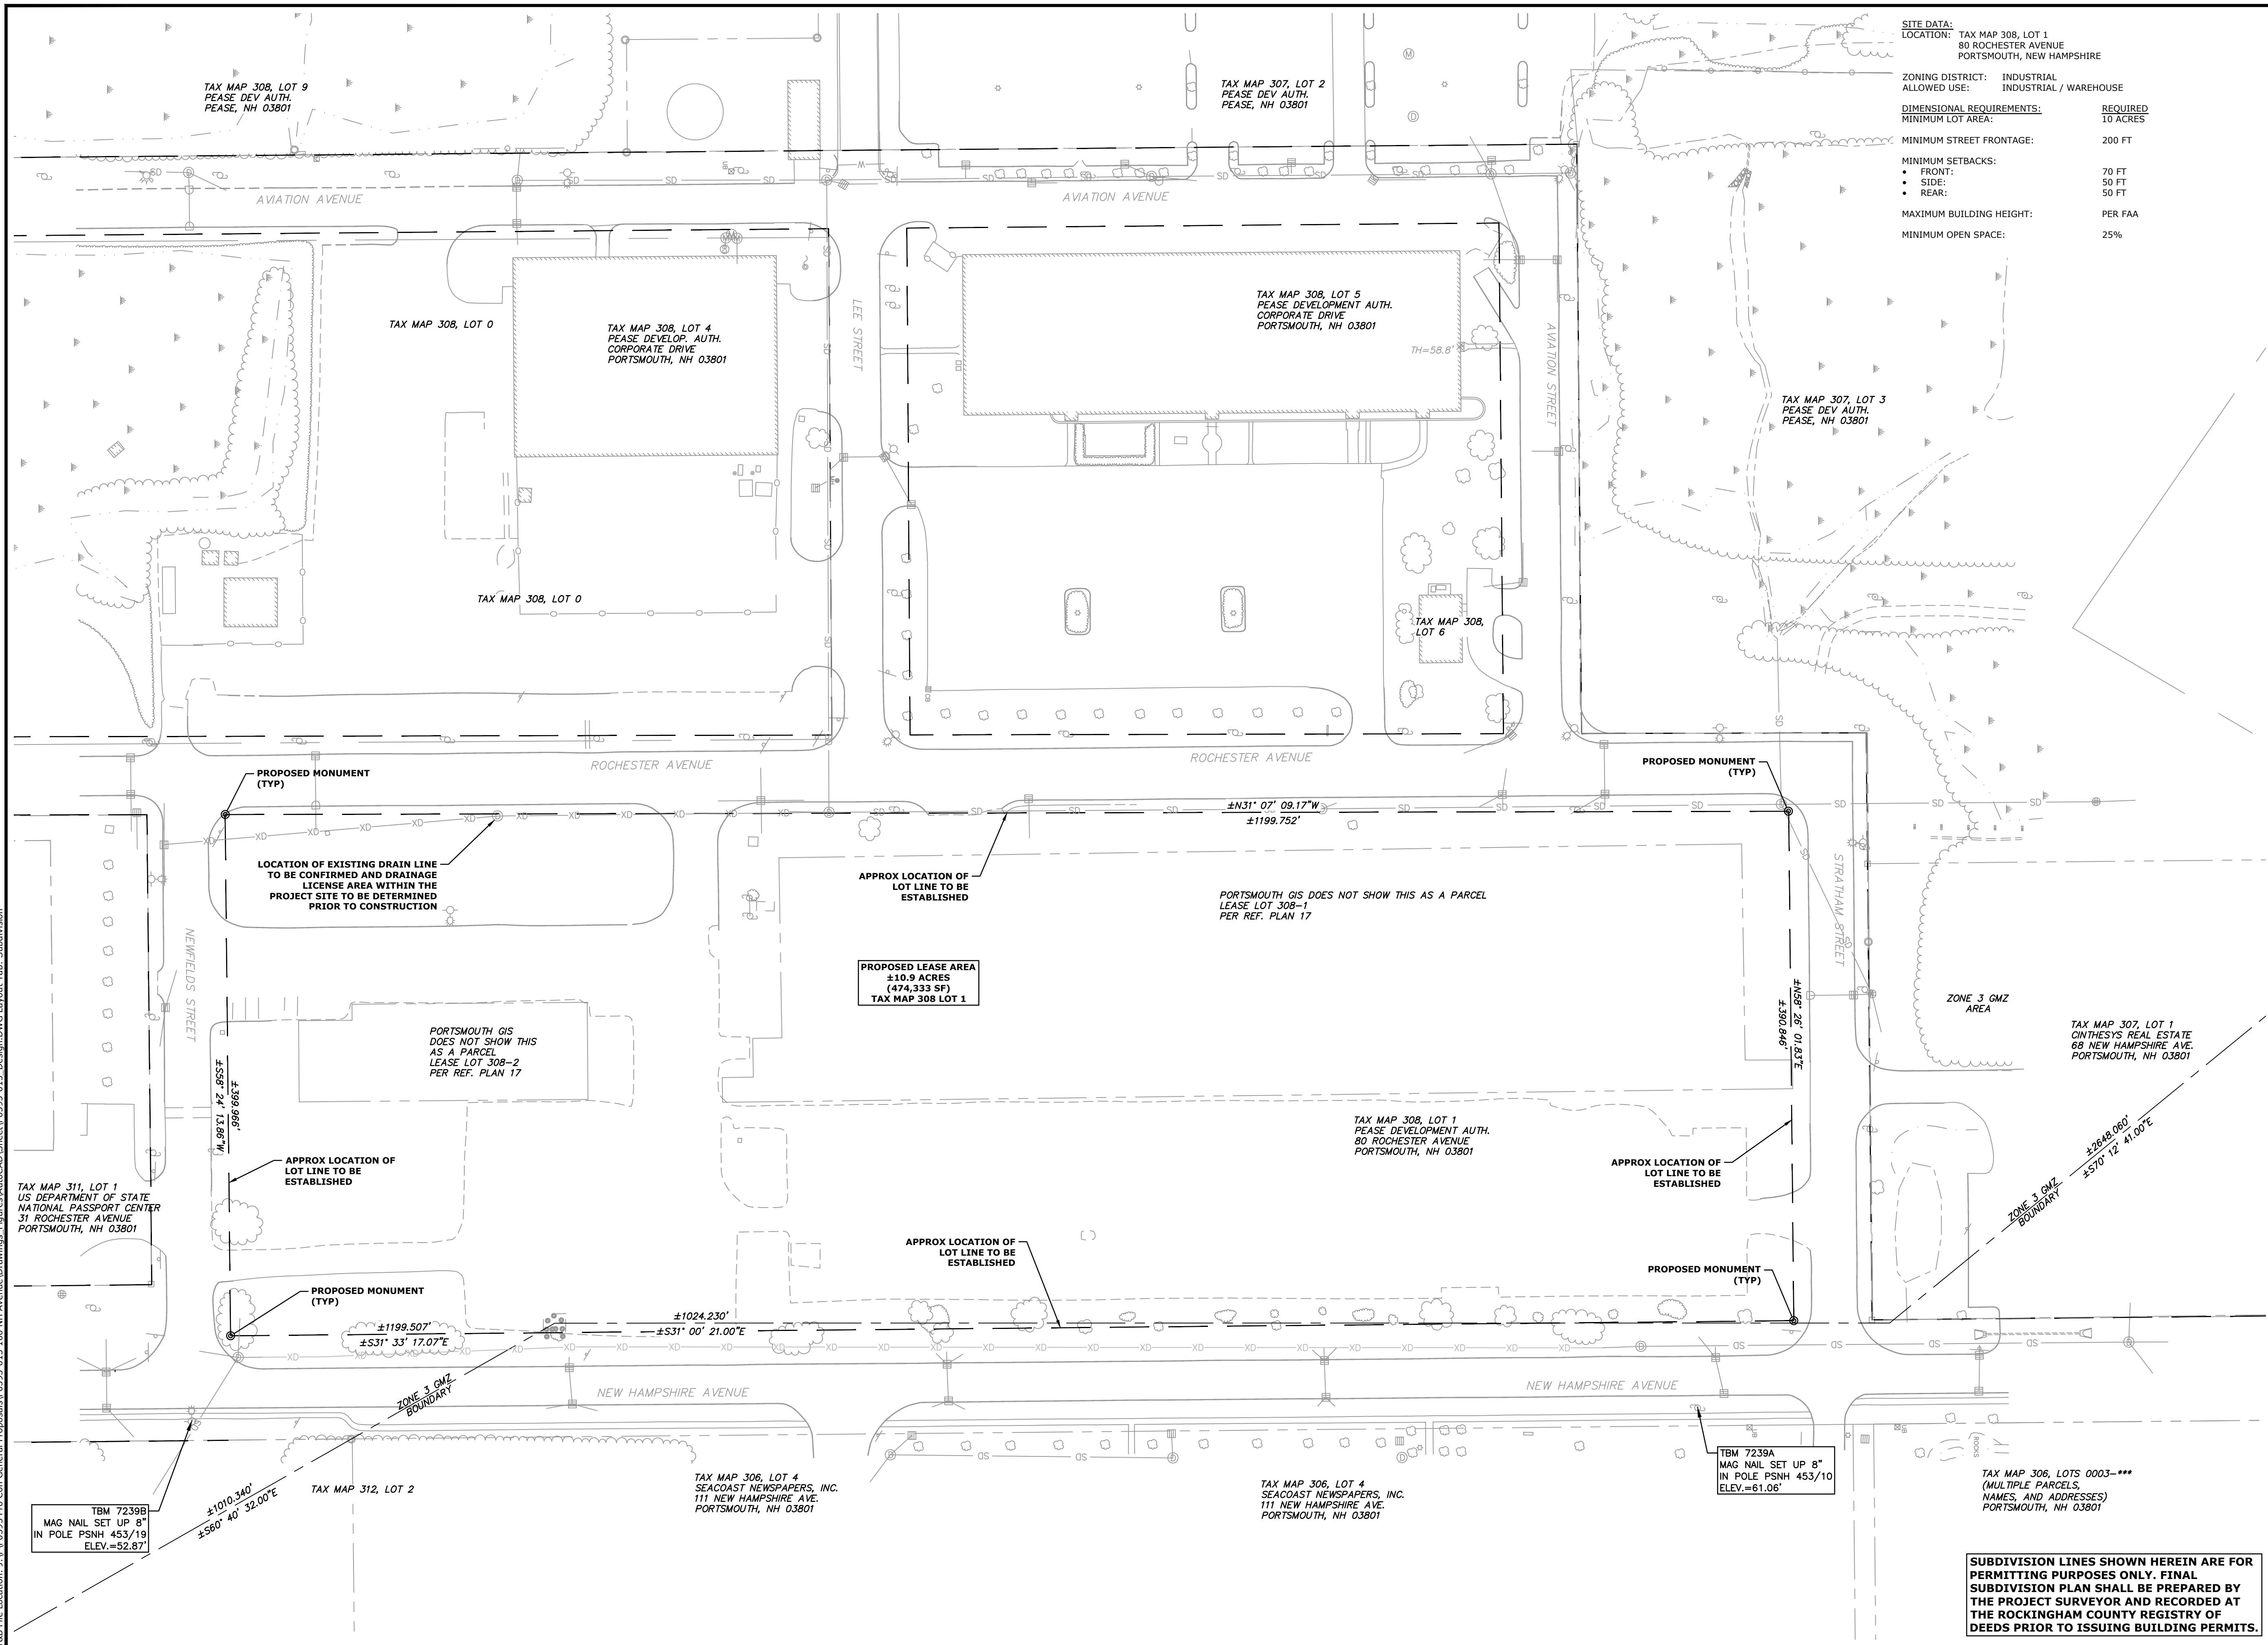 SITE DATA:
LOCATION: TAX MAP 308, LOT 1
80 ROCHESTER AVENUE
PORTSMOUTH, NEW HAMPSHIRE
ZONING DISTRICT: INDUSTRIAL
ALLOWED USE: INDUSTRIAL / WAREHOUSE
DIMENSIONAL REQUIREMENTS: REQUIRED
MINIMUM LOT AREA: 10 ACRES
MINIMUM STREET FRONTAGE: 200 FT
MINIMUM SETBACKS:
• FRONT: 70 FT
• SIDE: 50 FT
• REAR: 50 FT
MAXIMUM BUILDING HEIGHT: PER FAA
MINIMUM OPEN SPACE: 25%
TAX MAP 308, LOT 9
PEASE DEV AUTH.
PEASE, NH 03801
TAX MAP 307, LOT 2
PEASE DEV AUTH.
PEASE, NH 03801
AVIATION AVENUE
AVIATION AVENUE
TAX MAP 308, LOT 0
TAX MAP 308, LOT 4
PEASE DEVELOP. AUTH.
CORPORATE DRIVE
PORTSMOUTH, NH 03801
LEE STREET
TAX MAP 308, LOT 5
PEASE DEVELOPMENT AUTH.
CORPORATE DRIVE
PORTSMOUTH, NH 03801
TH=58.8'
AVIATION STREET
TAX MAP 307, LOT 3
PEASE DEV AUTH.
PEASE, NH 03801
TAX MAP 308, LOT 0
TAX MAP 308,
LOT 6
ROCHESTER AVENUE
ROCHESTER AVENUE
PROPOSED MONUMENT
(TYP)
PROPOSED MONUMENT
(TYP)
±N31° 07' 09.17"W
±1199.752'
LOCATION OF EXISTING DRAIN LINE
TO BE CONFIRMED AND DRAINAGE
LICENSE AREA WITHIN THE
PROJECT SITE TO BE DETERMINED
PRIOR TO CONSTRUCTION
APPROX LOCATION OF
LOT LINE TO BE
ESTABLISHED
PORTSMOUTH GIS DOES NOT SHOW THIS AS A PARCEL
LEASE LOT 308-1
PER REF. PLAN 17
STRATHAM STREET
NEWFIELDS STREET
PROPOSED LEASE AREA
±10.9 ACRES
(474,333 SF)
TAX MAP 308 LOT 1
±N58° 26' 01.83"E
±390.846'
ZONE 3 GMZ
AREA
TAX MAP 307, LOT 1
CINTHESYS REAL ESTATE
68 NEW HAMPSHIRE AVE.
PORTSMOUTH, NH 03801
PORTSMOUTH GIS
DOES NOT SHOW THIS
AS A PARCEL
LEASE LOT 308-2
PER REF. PLAN 17
±399.966'
±S58° 24' 13.86"W
TAX MAP 308, LOT 1
PEASE DEVELOPMENT AUTH.
80 ROCHESTER AVENUE
PORTSMOUTH, NH 03801
APPROX LOCATION OF
LOT LINE TO BE
ESTABLISHED
APPROX LOCATION OF
LOT LINE TO BE
ESTABLISHED
±2648.060'
±S70° 12' 41.00"E
ZONE 3 GMZ
BOUNDARY
TAX MAP 311, LOT 1
US DEPARTMENT OF STATE
NATIONAL PASSPORT CENTER
31 ROCHESTER AVENUE
PORTSMOUTH, NH 03801
APPROX LOCATION OF
LOT LINE TO BE
ESTABLISHED
PROPOSED MONUMENT
(TYP)
PROPOSED MONUMENT
(TYP)
±1199.507'
±S31° 33' 17.07"E
±1024.230'
±S31° 00' 21.00"E
NEW HAMPSHIRE AVENUE
NEW HAMPSHIRE AVENUE
ZONE 3 GMZ
BOUNDARY
TBM 7239B
MAG NAIL SET UP 8"
IN POLE PSNH 453/19
ELEV.=52.87'
±1010.340'
±S60° 40' 32.00"E
TAX MAP 312, LOT 2
TAX MAP 306, LOT 4
SEACOAST NEWSPAPERS, INC.
111 NEW HAMPSHIRE AVE.
PORTSMOUTH, NH 03801
TAX MAP 306, LOT 4
SEACOAST NEWSPAPERS, INC.
111 NEW HAMPSHIRE AVE.
PORTSMOUTH, NH 03801
TBM 7239A
MAG NAIL SET UP 8"
IN POLE PSNH 453/10
ELEV.=61.06'
ROCKS
TAX MAP 306, LOTS 0003-***
(MULTIPLE PARCELS,
NAMES, AND ADDRESSES)
PORTSMOUTH, NH 03801
SUBDIVISION LINES SHOWN HEREIN ARE FOR
PERMITTING PURPOSES ONLY. FINAL
SUBDIVISION PLAN SHALL BE PREPARED BY
THE PROJECT SURVEYOR AND RECORDED AT
THE ROCKINGHAM COUNTY REGISTRY OF
DEEDS PRIOR TO ISSUING BUILDING PERMITS.